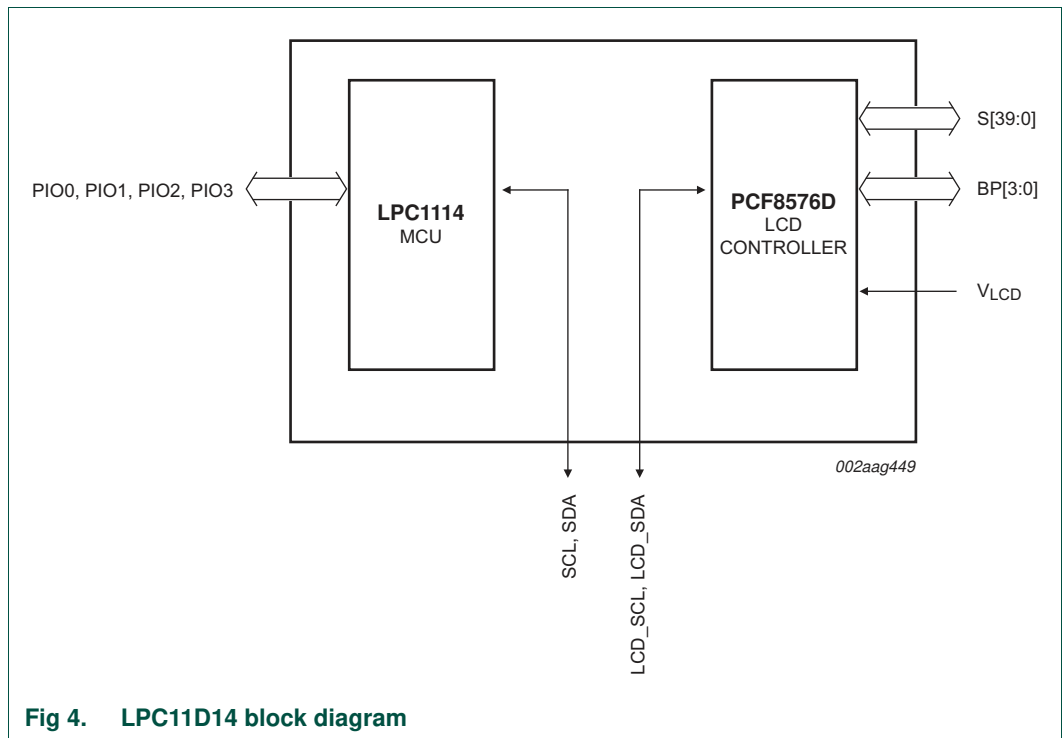 PIO0, PIO1, PIO2, PIO3
LPC1114
MCU
PCF8576D
LCD
CONTROLLER
S[39:0]
BP[3:0]
VLCD
002aag449
SCL, SDA
LCD_SCL, LCD_SDA
Fig 4. LPC11D14 block diagram